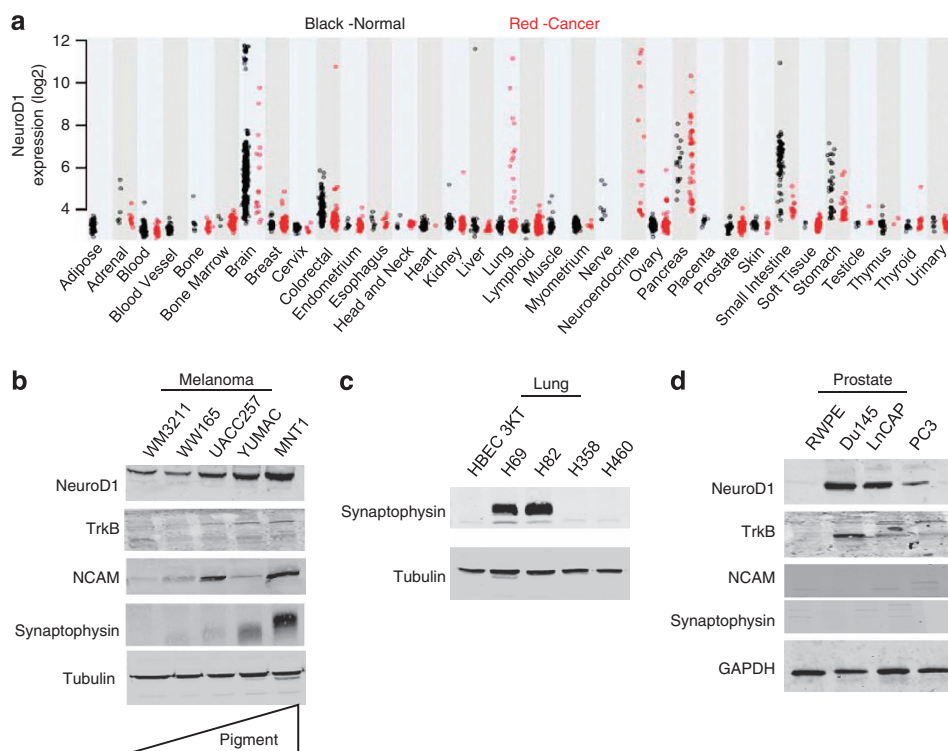 a
Black -Normal
Red -Cancer
NeuroD1
expression (log2)
12
10
8
6
4
Adipose
Adrenal
Blood
Blood Vessel
Bone
Bone Marrow
Brain
Breast
Cervix
Colorectal
Endometrium
Esophagus
Head and Neck
Heart
Kidney
Liver
Lung
Lymphoid
Muscle
Myometrium
Nerve
Neuroendocrine
Ovary
Pancreas
Placenta
Prostate
Skin
Small Intestine
Soft Tissue
Stomach
Testicle
Thymus
Thyroid
Urinary
b
Melanoma
WM3211
WW165
UACC257
YUMAC
MNT1
NeuroD1
TrkB
NCAM
Synaptophysin
Tubulin
Pigment
c
Lung
HBEC 3KT
H69
H82
H358
H460
Synaptophysin
Tubulin
d
Prostate
RWPE
Du145
LnCAP
PC3
NeuroD1
TrkB
NCAM
Synaptophysin
GAPDH